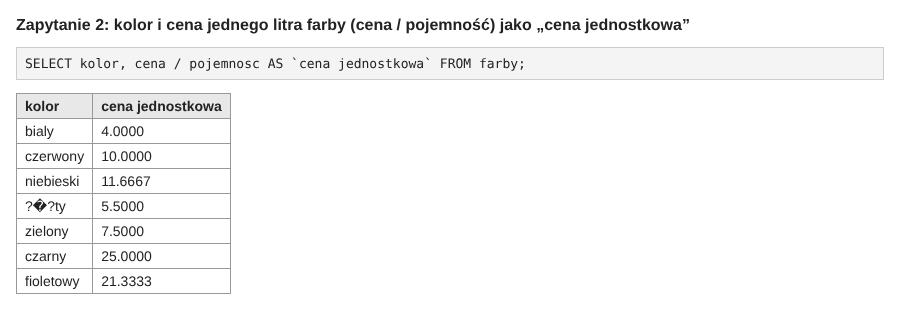 Zapytanie 2: kolor i cena jednego litra farby (cena / pojemność) jako „cena jednostkowa”
SELECT kolor, cena / pojemnosc AS `cena jednostkowa` FROM farby;
kolor cena jednostkowa
bialy 4.0000
czerwony 10.0000
niebieski 11.6667
?�?ty 5.5000
zielony 7.5000
czarny 25.0000
fioletowy 21.3333